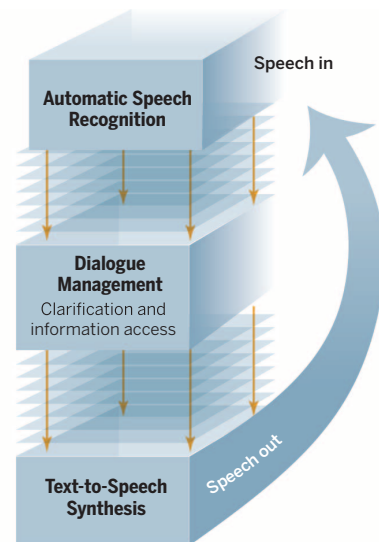 Speech in
Automatic Speech
Recognition
Dialogue
Management
Clarification and
information access
Speech out
Text-to-Speech
Synthesis